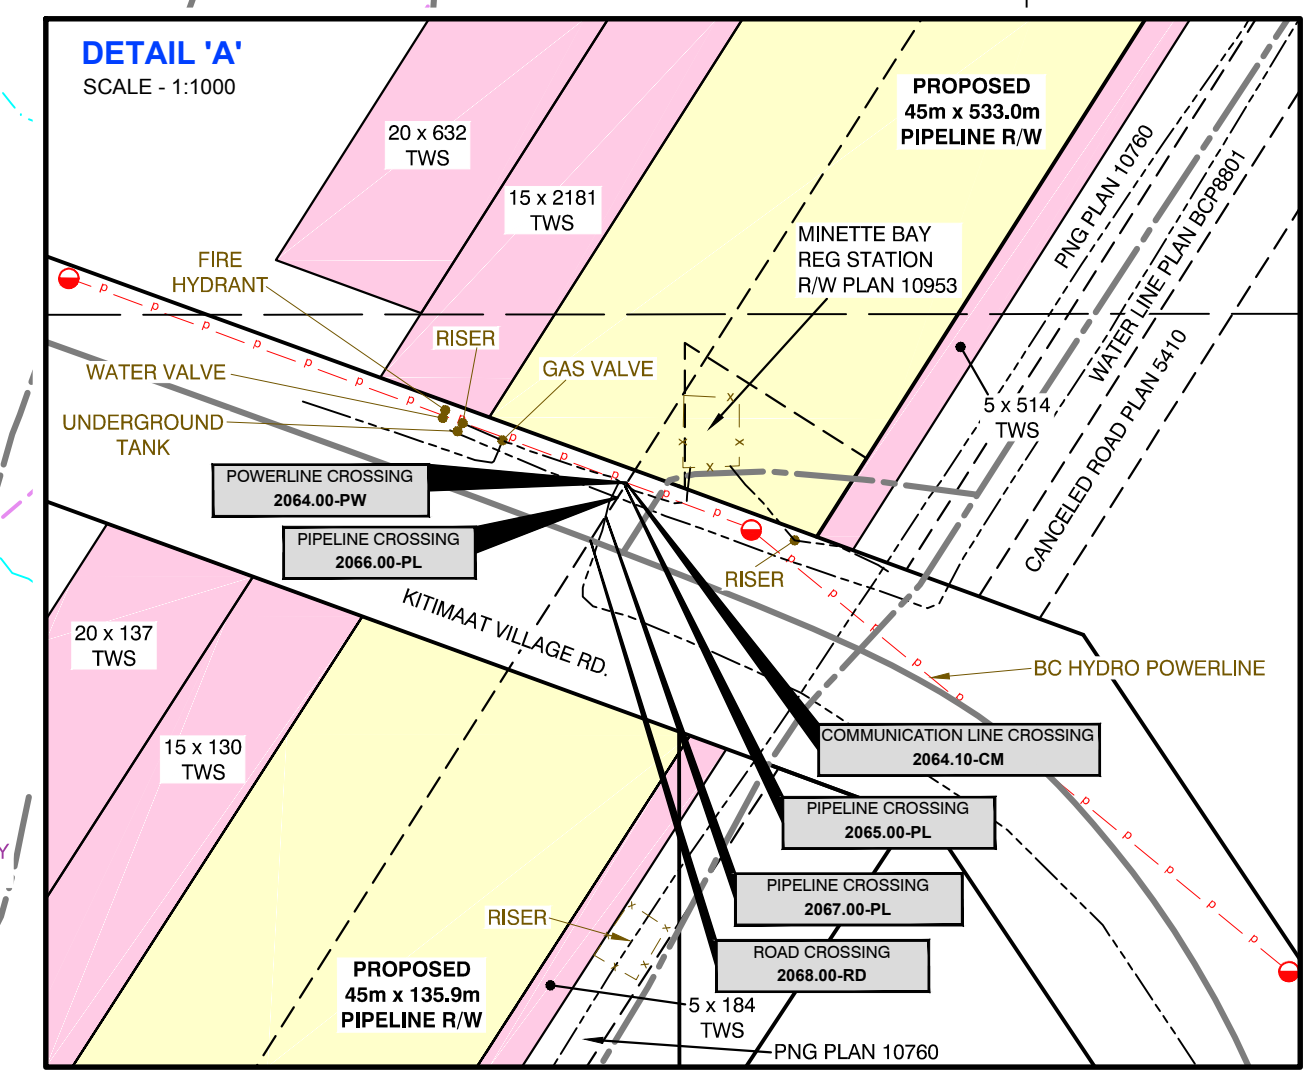 DETAIL 'A'
SCALE - 1:1000
20 x 632
TWS
15 x 2181
TWS
PROPOSED
45m x 533.0m
PIPELINE R/W
PNG PLAN 10760
WATER LINE PLAN BCP8801
CANCELED ROAD PLAN 5410
MINETTE BAY
REG STATION
R/W PLAN 10953
FIRE
HYDRANT
RISER
WATER VALVE
GAS VALVE
UNDERGROUND
TANK
5 x 514
TWS
POWERLINE CROSSING
2064.00-PW
PIPELINE CROSSING
2066.00-PL
RISER
KITIMAAT VILLAGE RD.
20 x 137
TWS
BC HYDRO POWERLINE
15 x 130
TWS
COMMUNICATION LINE CROSSING
2064.10-CM
PIPELINE CROSSING
2065.00-PL
PIPELINE CROSSING
2067.00-PL
RISER
ROAD CROSSING
2068.00-RD
PROPOSED
45m x 135.9m
PIPELINE R/W
5 x 184
TWS
PNG PLAN 10760
p p p p p p p p p p p p p p p p
x x x x x x x x
Y